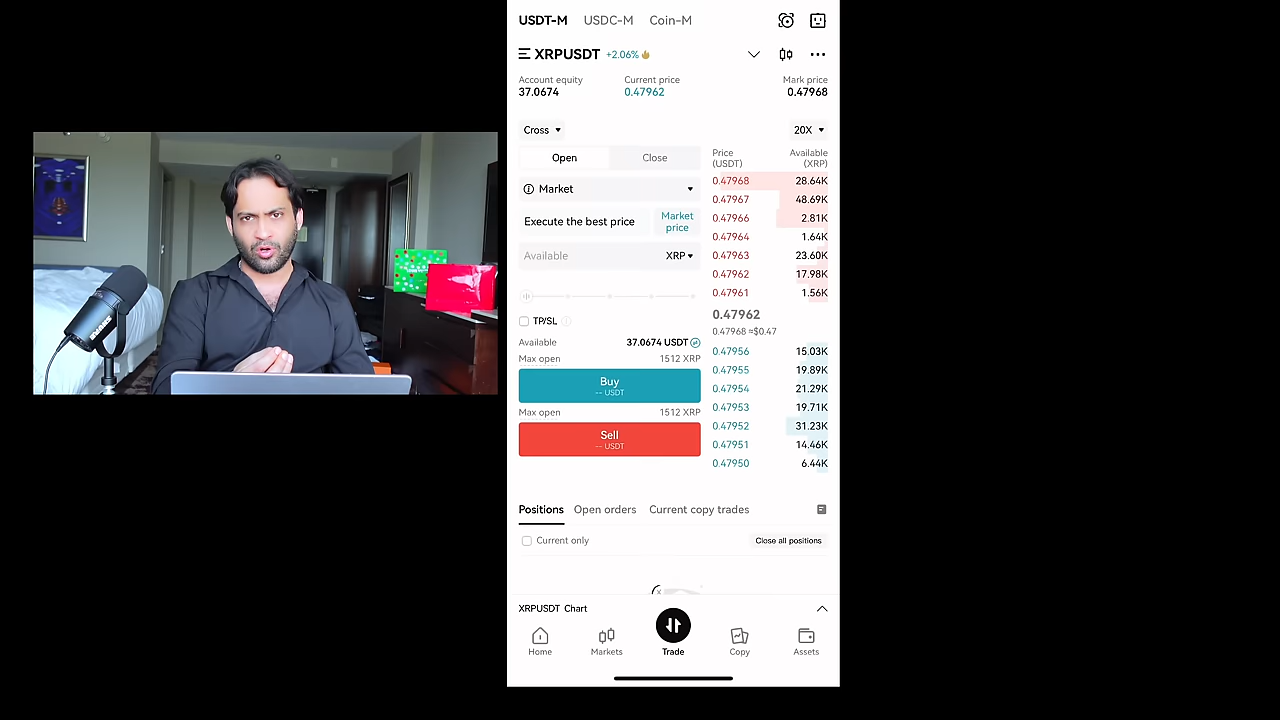 USDT-M USDC-M Coin-M
XRPUSDT +2.06%
Account equity Current price Mark price
37.0674 0.47962 0.47968
Cross 20X
Open Close
Market
Execute the best price Market price
Available XRP
TP/SL
Available 37.0674 USDT
Max open 1512 XRP
Buy
-- USDT
Max open 1512 XRP
Sell
-- USDT
Price (USDT) Available (XRP)
0.47968 28.64K
0.47967 48.69K
0.47966 2.81K
0.47964 1.64K
0.47963 23.60K
0.47962 17.98K
0.47961 1.56K
0.47962
0.47968 ≈$0.47
0.47956 15.03K
0.47955 19.89K
0.47954 21.29K
0.47953 19.71K
0.47952 31.23K
0.47951 14.46K
0.47950 6.44K
Positions Open orders Current copy trades
Current only Close all positions
XRPUSDT Chart
Home Markets Trade Copy Assets